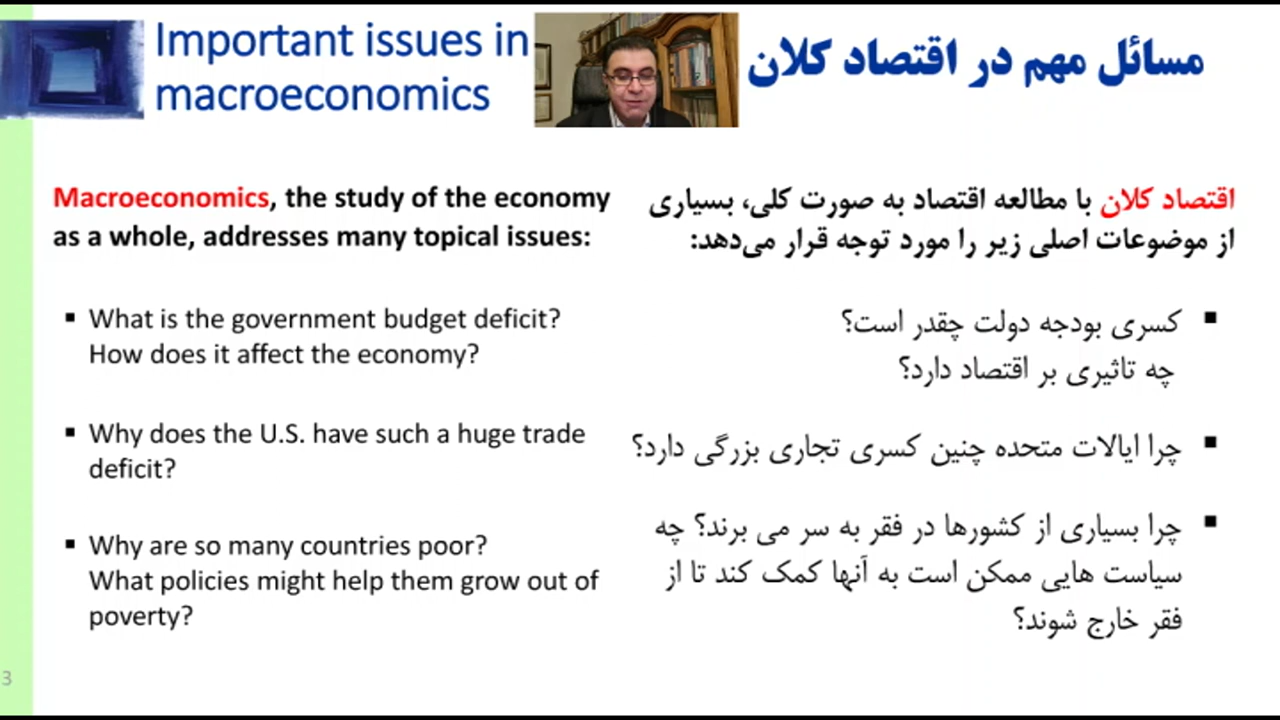 Important issues in
macroeconomics
مسائل مهم در اقتصاد کلان
Macroeconomics, the study of the economy
as a whole, addresses many topical issues:
▪ What is the government budget deficit?
How does it affect the economy?
▪ Why does the U.S. have such a huge trade
deficit?
▪ Why are so many countries poor?
What policies might help them grow out of
poverty?
اقتصاد کلان با مطالعه اقتصاد به صورت کلی، بسیاری
از موضوعات اصلی زیر را مورد توجه قرار می‌دهد:
▪ کسری بودجه دولت چقدر است؟
چه تاثیری بر اقتصاد دارد؟
▪ چرا ایالات متحده چنین کسری تجاری بزرگی دارد؟
▪ چرا بسیاری از کشورها در فقر به سر می برند؟ چه
سیاست هایی ممکن است به آنها کمک کند تا از
فقر خارج شوند؟
3